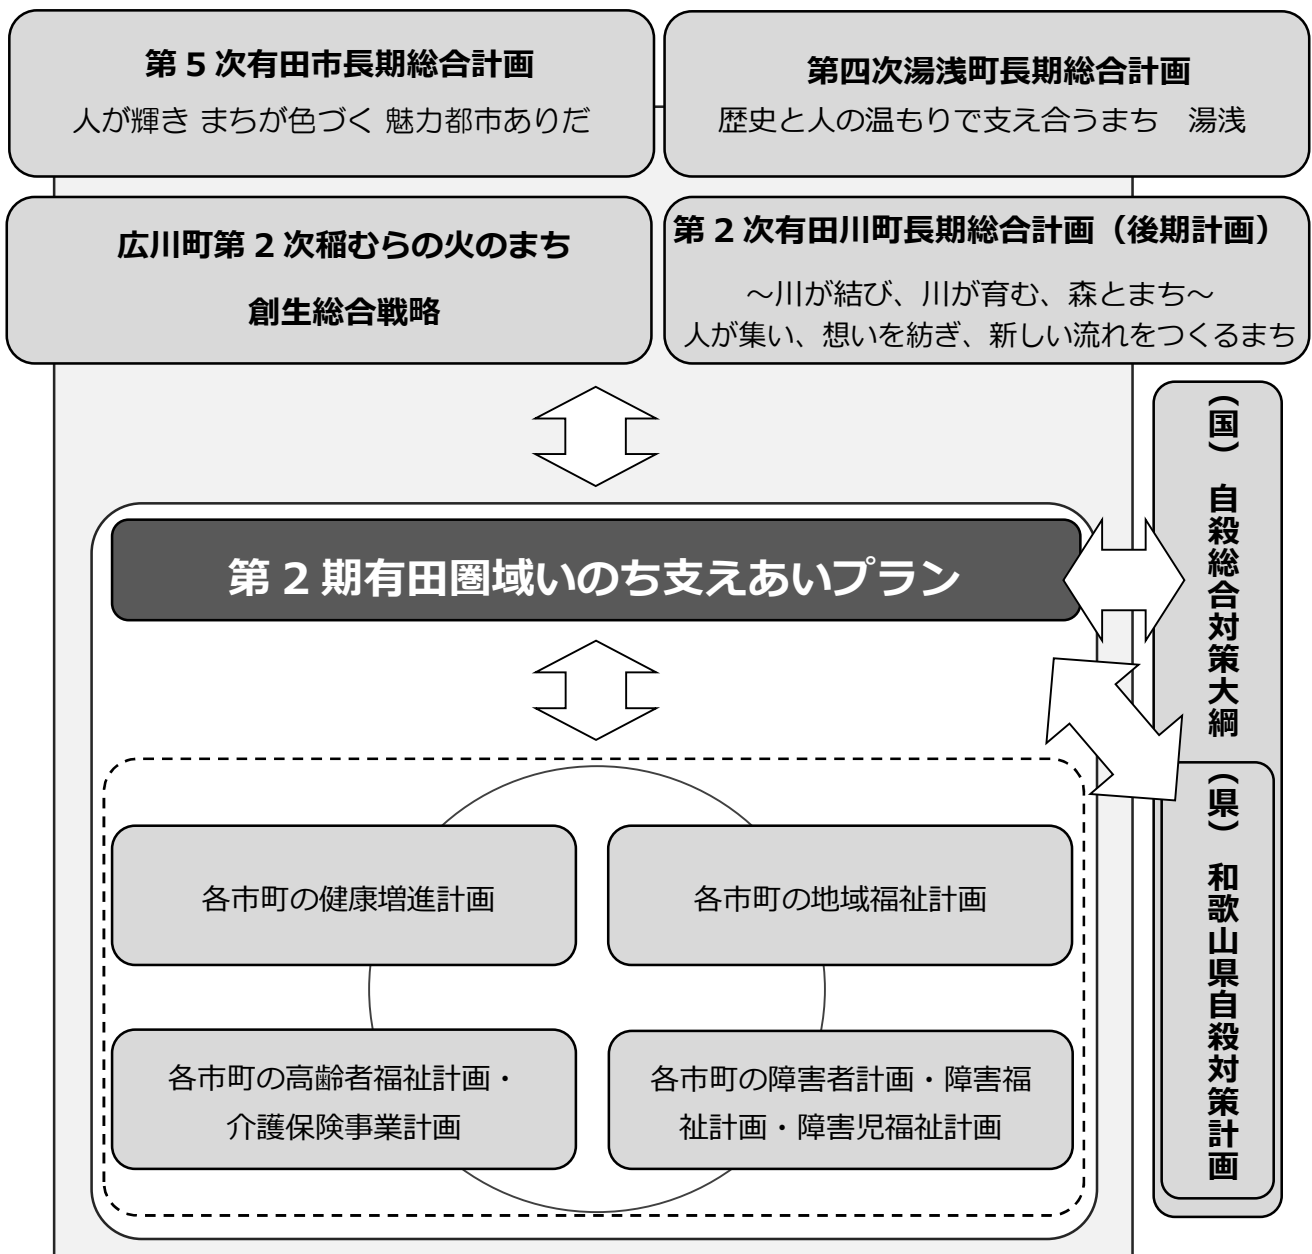 第５次有田市長期総合計画
人が輝き まちが色づく 魅力都市ありだ
第四次湯浅町長期総合計画
歴史と人の温もりで支え合うまち　湯浅
広川町第２次稲むらの火のまち
創生総合戦略
第２次有田川町長期総合計画（後期計画）
～川が結び、川が育む、森とまち～
人が集い、想いを紡ぎ、新しい流れをつくるまち
第２期有田圏域いのち支えあいプラン
（国）　自殺総合対策大綱
（県）　和歌山県自殺対策計画
各市町の健康増進計画
各市町の地域福祉計画
各市町の高齢者福祉計画・
介護保険事業計画
各市町の障害者計画・障害福
祉計画・障害児福祉計画